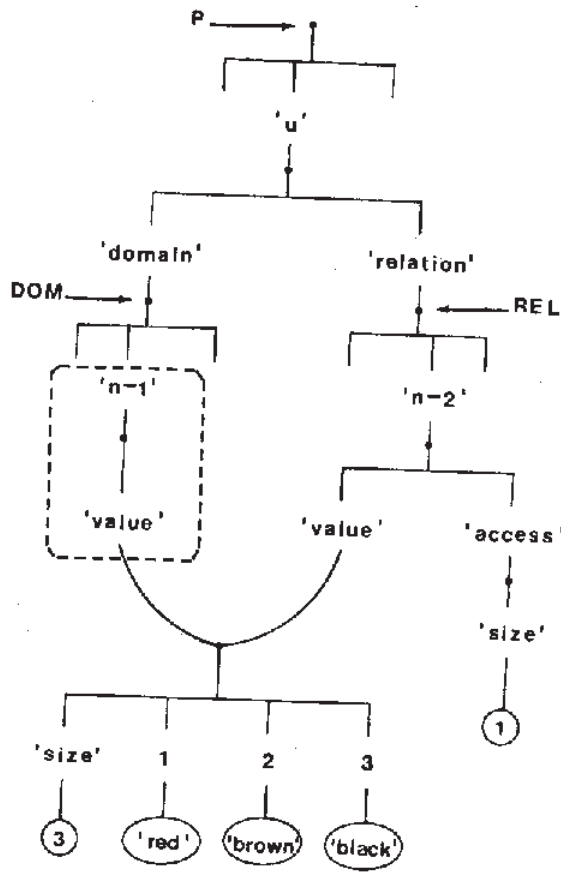 P
'u'
'domain' 'relation'
DOM REL
'n-1' 'n-2'
'value' 'value' 'access'
'size'
1
'size' 1 2 3
3 'red' 'brown' 'black'